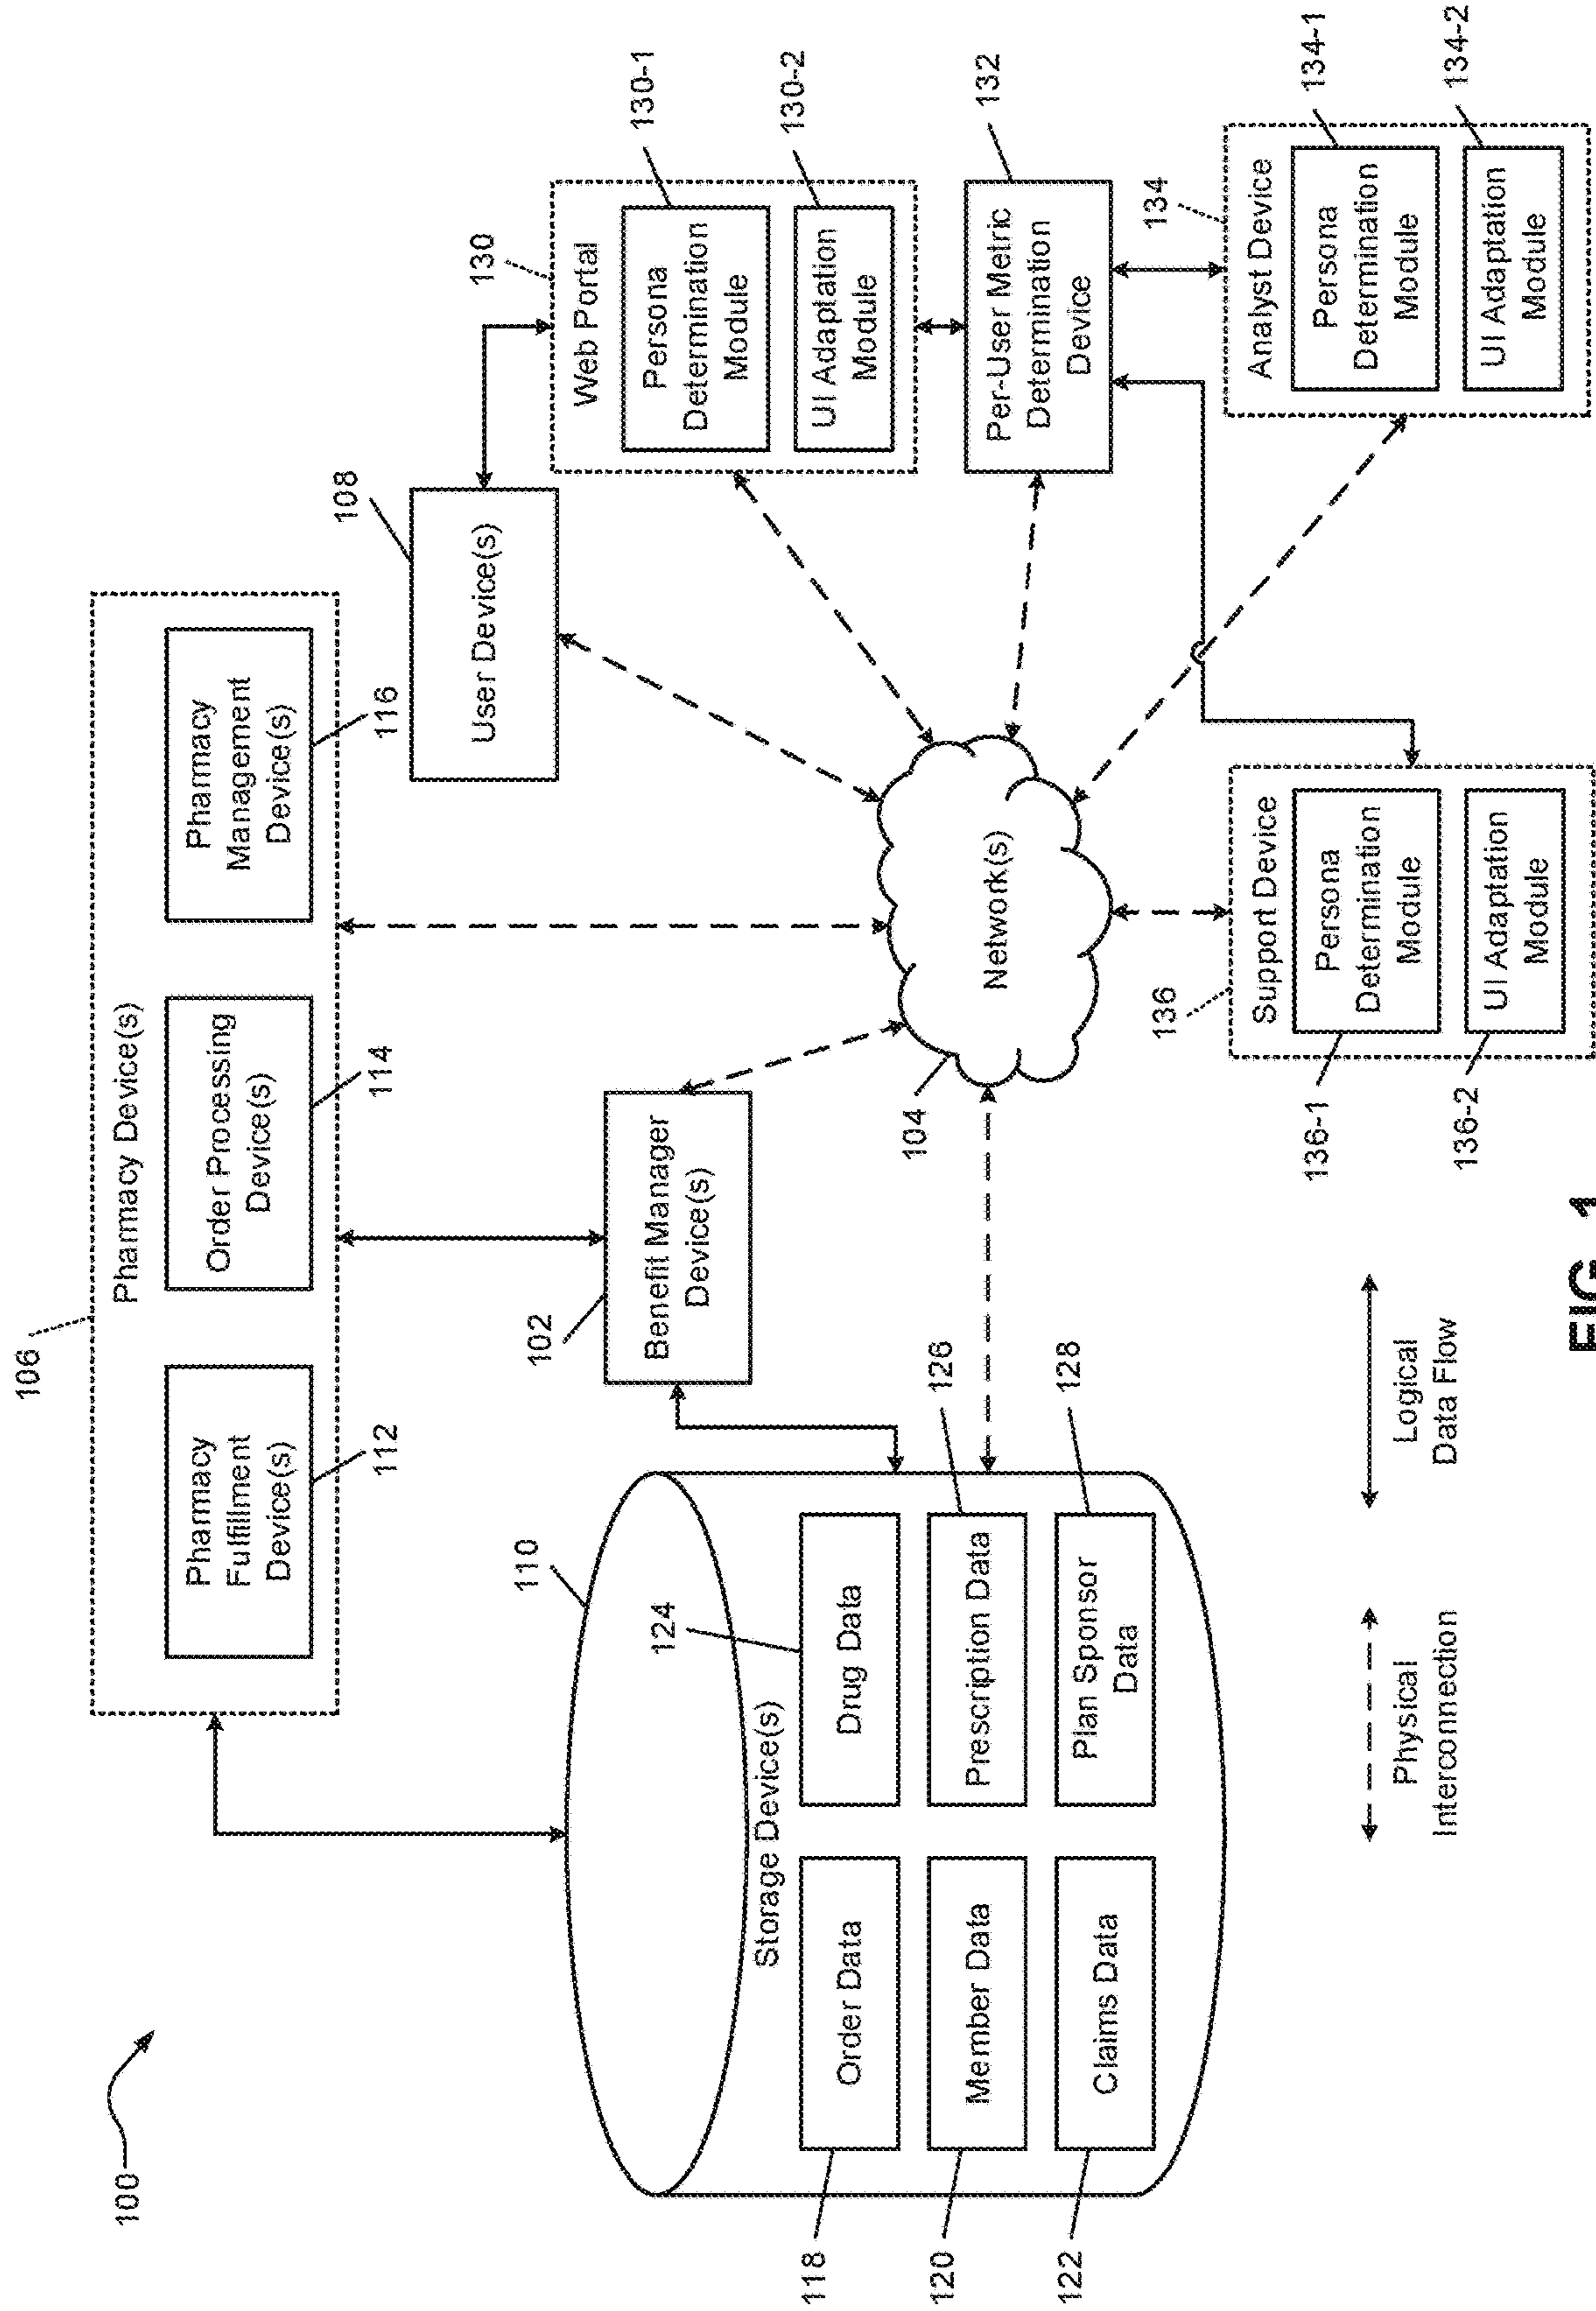 100
106
Pharmacy Device(s)
Pharmacy
Fulfillment
Device(s)
112
Order Processing
Device(s)
114
Pharmacy
Management
Device(s)
116
110
Storage Device(s)
Order Data
118
Member Data
120
Claims Data
122
Drug Data
124
Prescription Data
126
Plan Sponsor
Data
128
Benefit Manager
Device(s)
102
User Device(s)
108
Network(s)
104
130
Web Portal
Persona
Determination
Module
130-1
UI Adaptation
Module
130-2
Per-User Metric
Determination
Device
132
134
Analyst Device
Persona
Determination
Module
134-1
UI Adaptation
Module
134-2
136
Support Device
Persona
Determination
Module
136-1
UI Adaptation
Module
136-2
Physical
Interconnection
Logical
Data Flow
FIG. 1